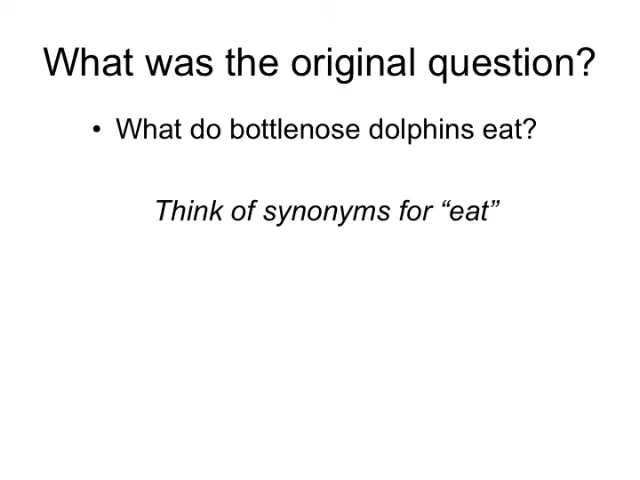 What was the original question?
• What do bottlenose dolphins eat?
Think of synonyms for “eat”